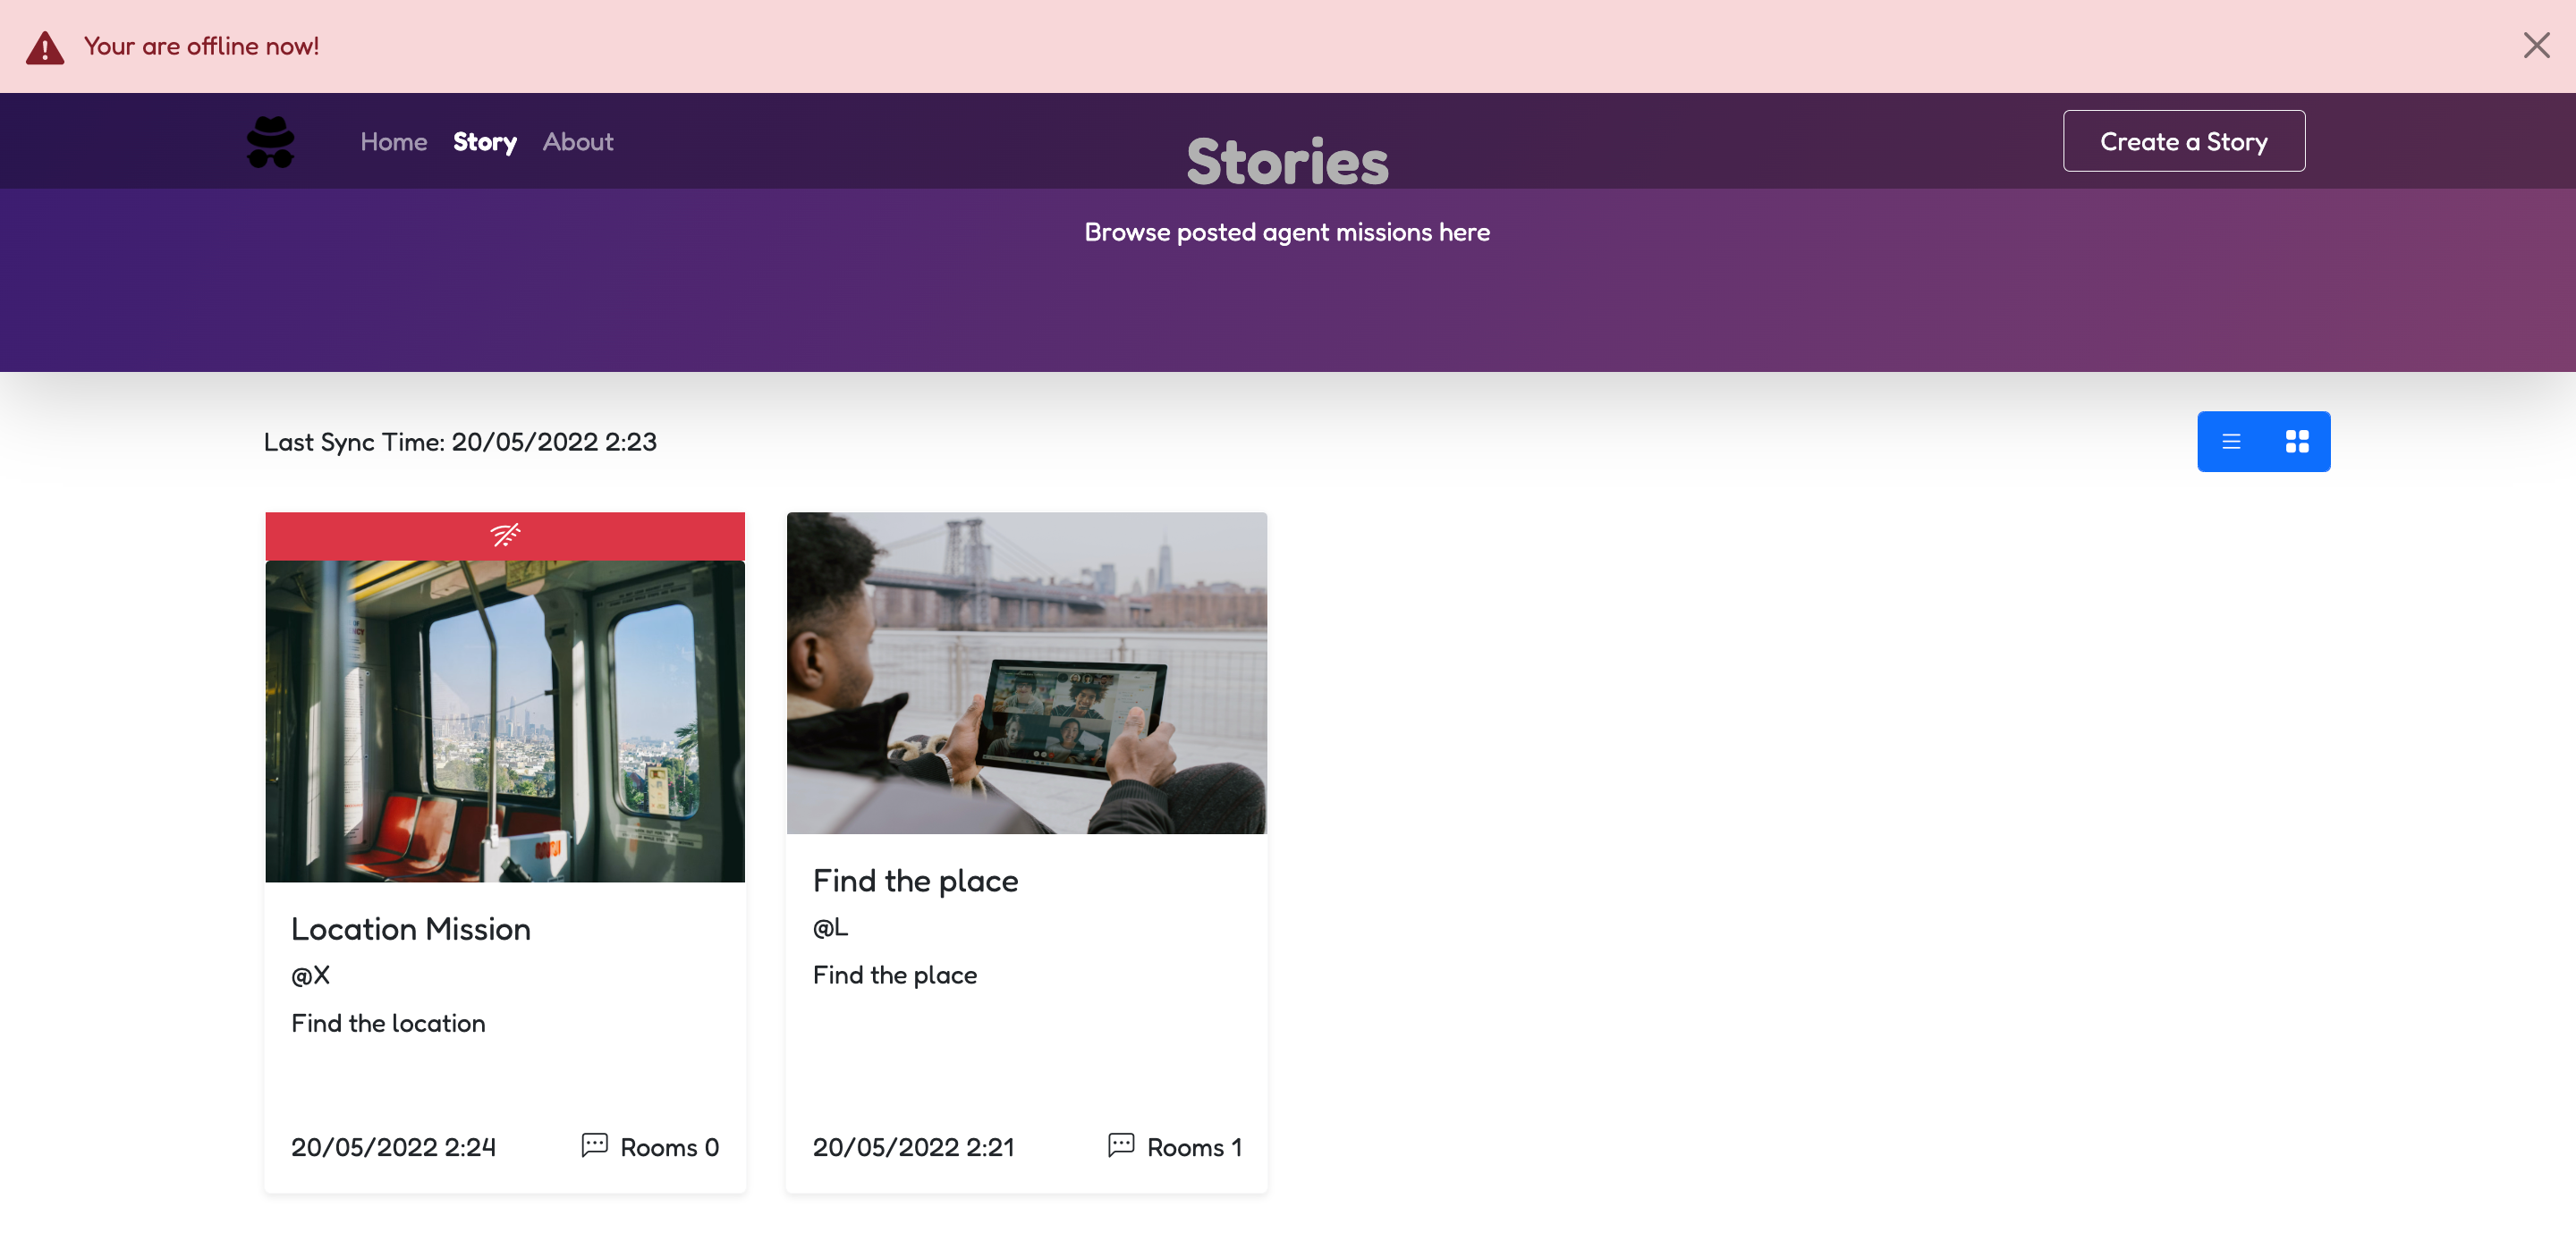 Your are offline now!
Home Story About
Stories
Create a Story
Browse posted agent missions here
Last Sync Time: 20/05/2022 2:23
Location Mission
@X
Find the location
20/05/2022 2:24 Rooms 0
Find the place
@L
Find the place
20/05/2022 2:21 Rooms 1